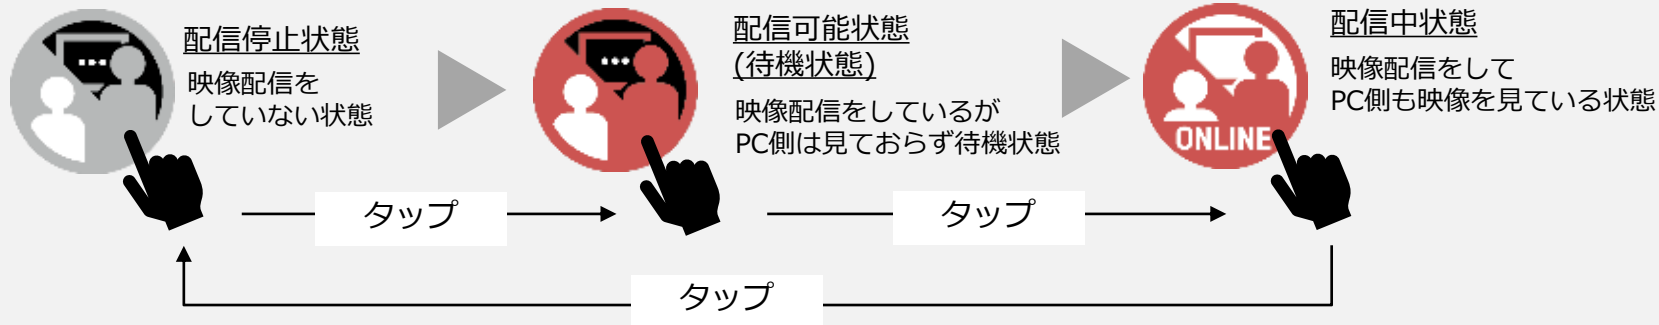 配信停止状態
映像配信を
していない状態
配信可能状態
(待機状態)
映像配信をしているが
PC側は見ておらず待機状態
ONLINE
配信中状態
映像配信をして
PC側も映像を見ている状態
タップ
タップ
タップ